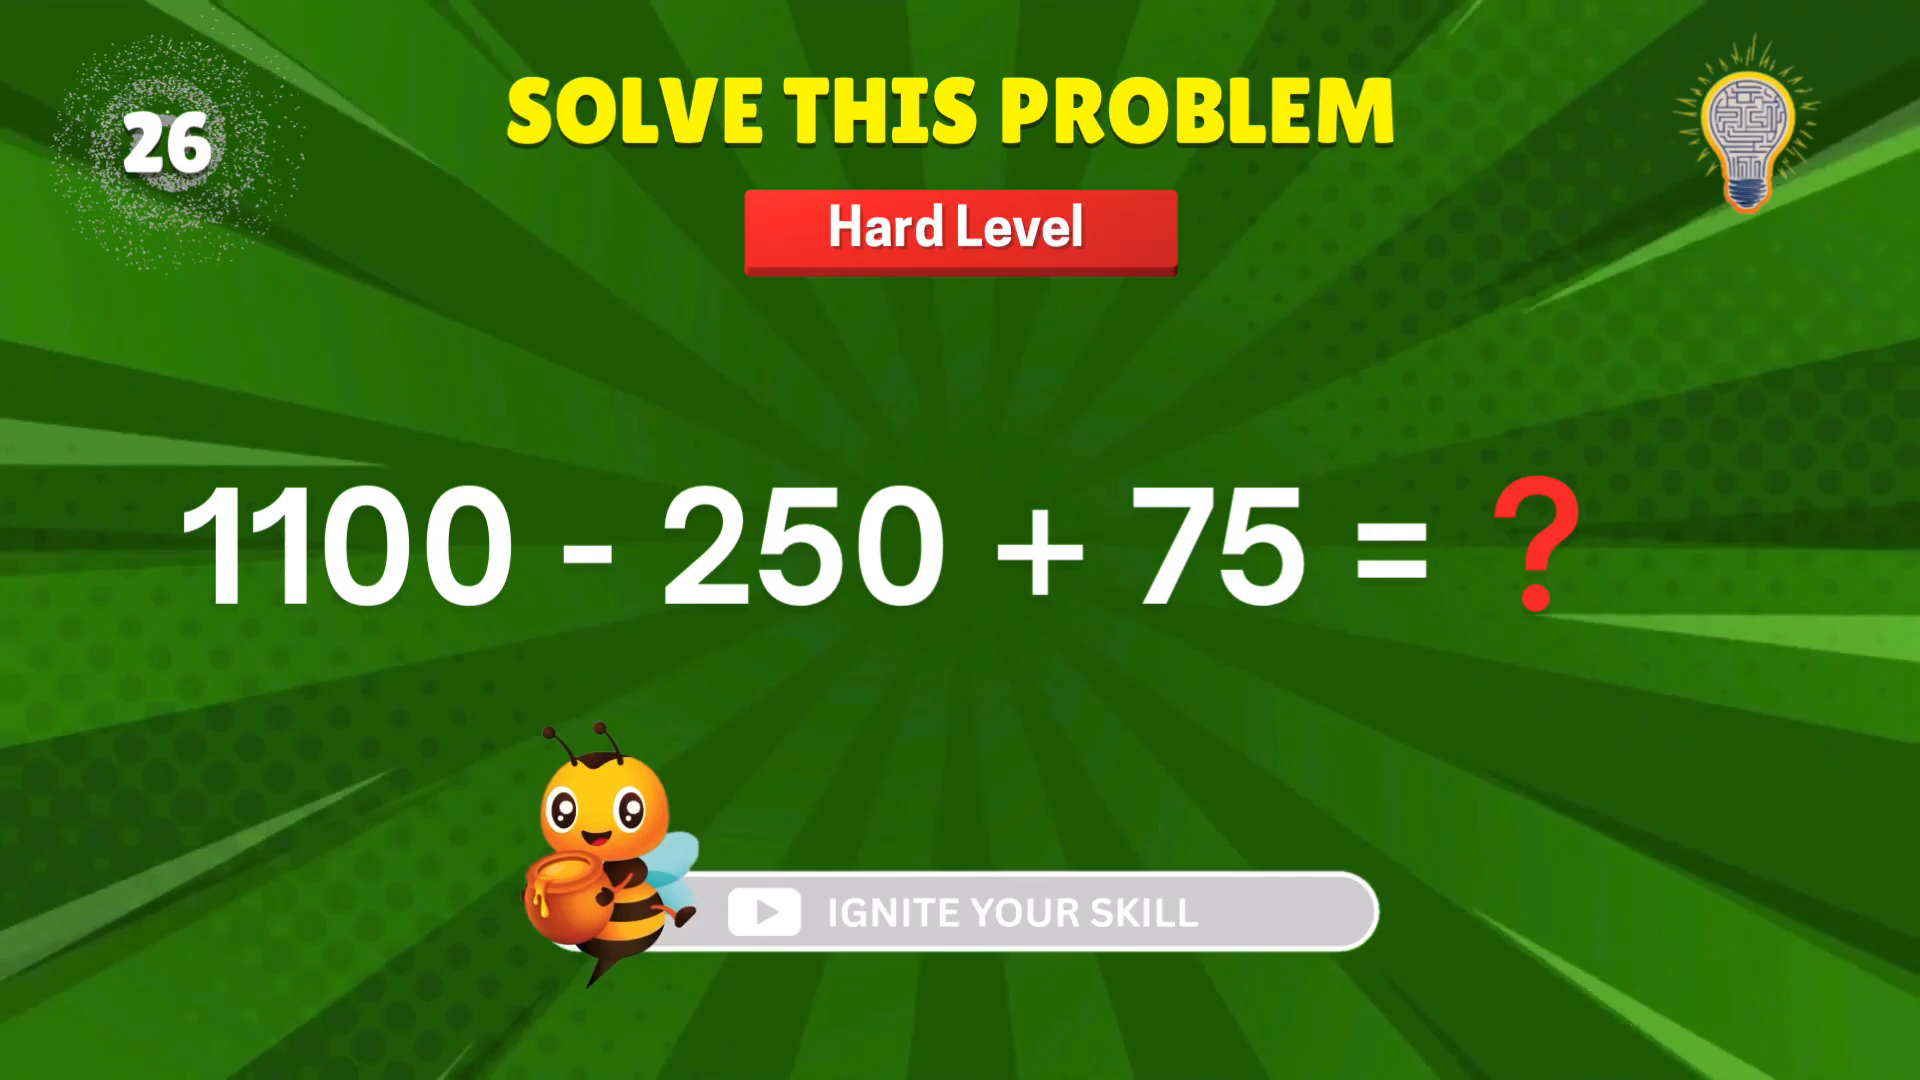 26
SOLVE THIS PROBLEM
Hard Level
1100 - 250 + 75 = ?
IGNITE YOUR SKILL